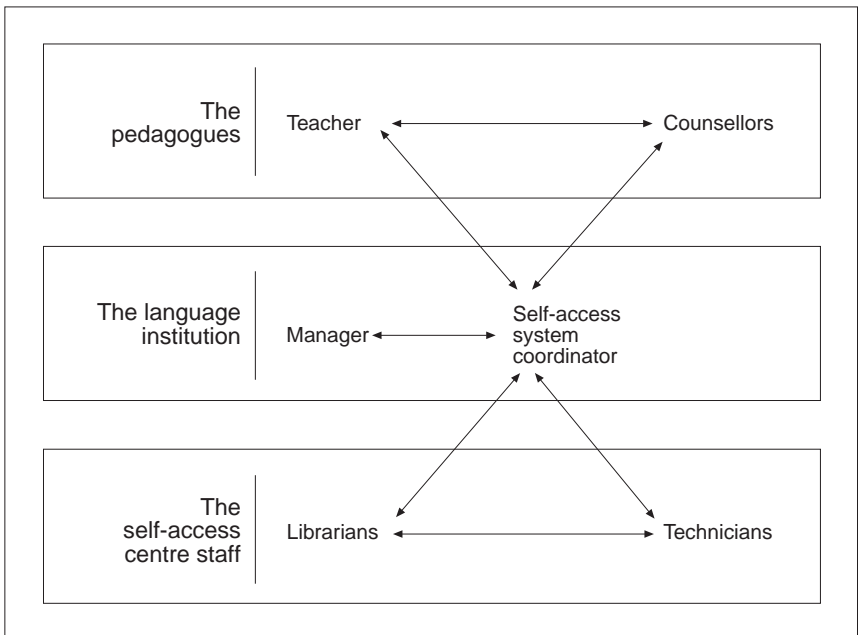 The
pedagogues
Teacher
Counsellors
The language
institution
Manager
Self-access
system
coordinator
The
self-access
centre staff
Librarians
Technicians